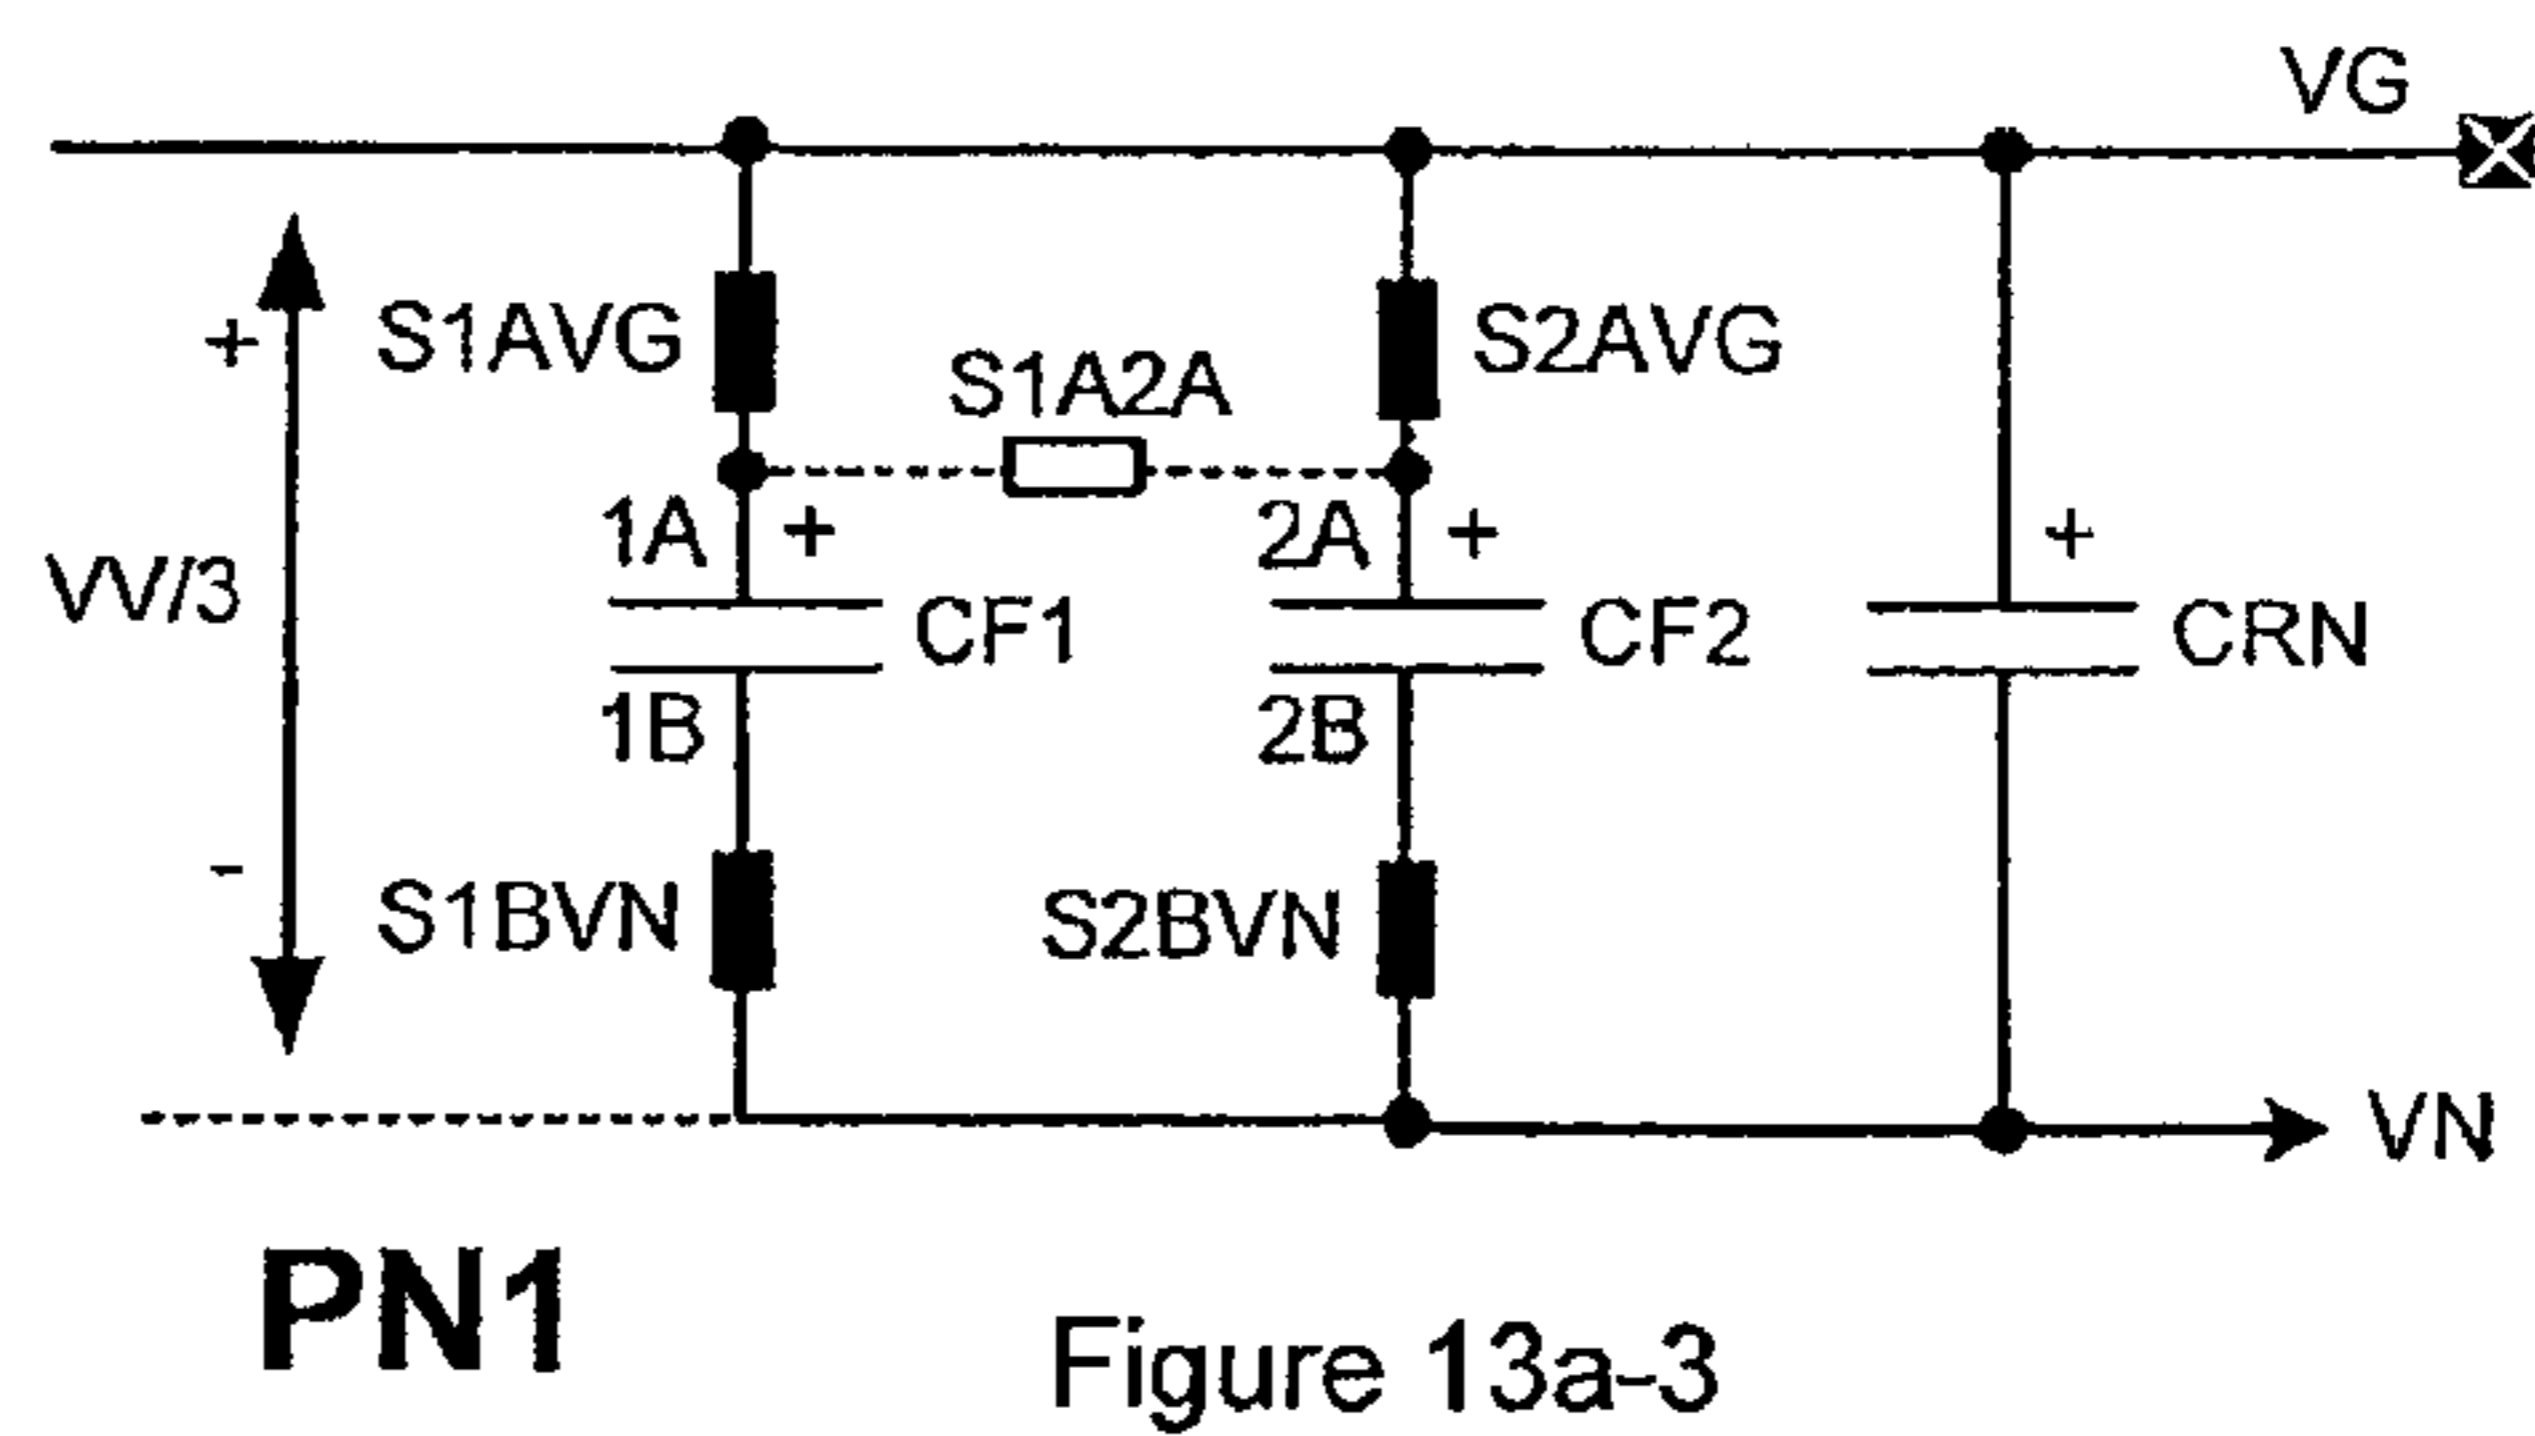 VG
S1AVG
S2AVG
S1A2A
+
1A
+
2A
+
+
VV/3
CF1
CF2
CRN
1B
2B
-
S1BVN
S2BVN
VN
PN1
Figure 13a-3